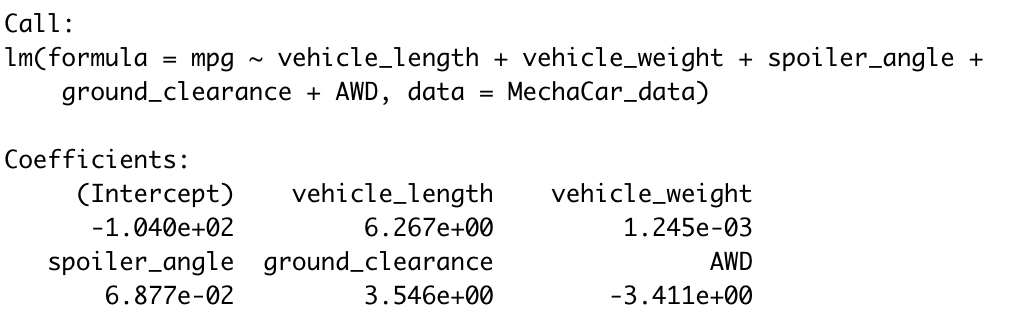 Call:
lm(formula = mpg ~ vehicle_length + vehicle_weight + spoiler_angle +
    ground_clearance + AWD, data = MechaCar_data)

Coefficients:
     (Intercept)    vehicle_length    vehicle_weight
      -1.040e+02         6.267e+00         1.245e-03
   spoiler_angle  ground_clearance               AWD
       6.877e-02         3.546e+00        -3.411e+00